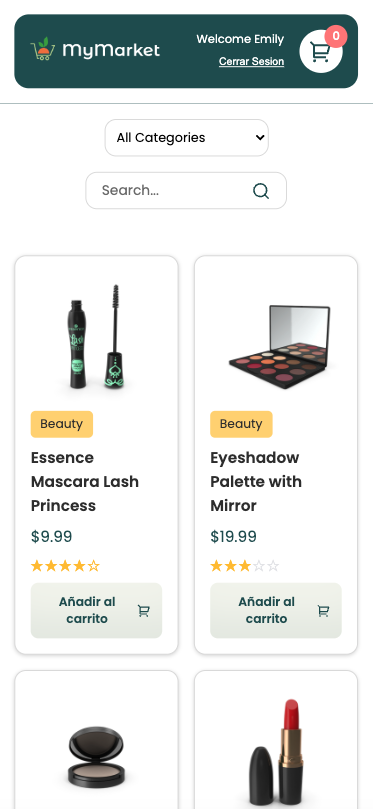 MyMarket
Welcome Emily
Cerrar Sesion
0
All Categories
Search...
Beauty
Essence
Mascara Lash
Princess
$9.99
Añadir al
carrito
Beauty
Eyeshadow
Palette with
Mirror
$19.99
Añadir al
carrito